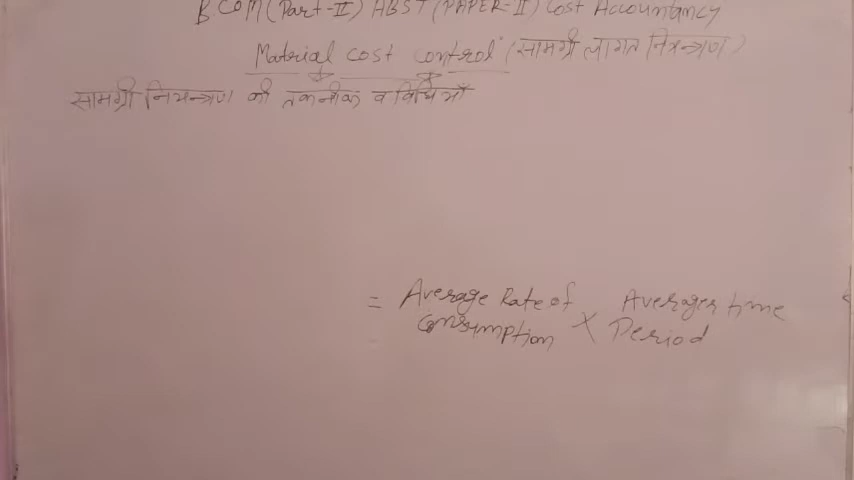 B.COM (Part-II) ABST (PAPER-II) Cost Accountancy
Material cost control (सामग्री लागत नियन्त्रण)
सामग्री नियन्त्रण की तकनीक व विधियाँ
= Average Rate of consumption × Averages time Period